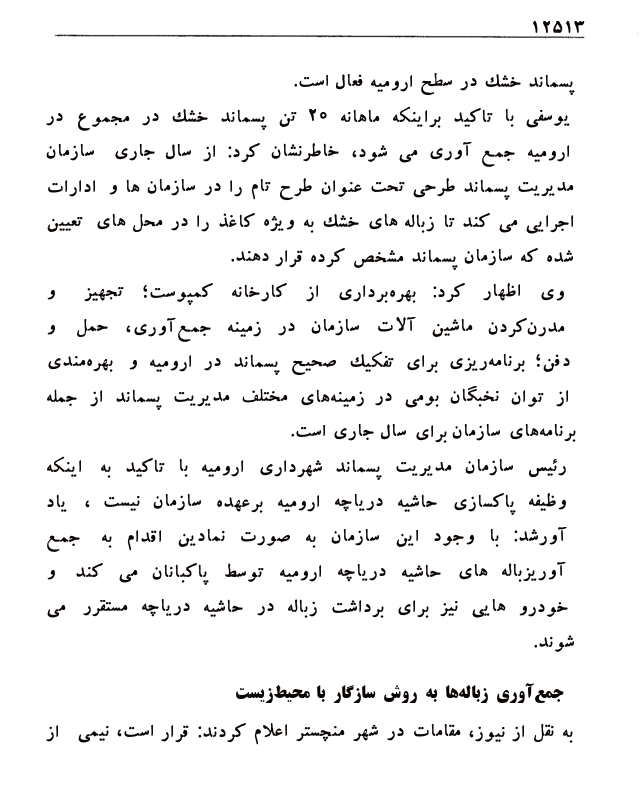 ۱۲۵۱۳
پسماند خشك در سطح ارومیه فعال است.
یوسفی با تاکید براینکه ماهانه ۲۵ تن پسماند خشك در مجموع در
ارومیه جمع آوری می شود، خاطرنشان کرد: از سال جاری سازمان
مدیریت پسماند طرحی تحت عنوان طرح تام را در سازمان ها و ادارات
اجرایی می کند تا زباله های خشك به ویژه کاغذ را در محل های تعیین
شده که سازمان پسماند مشخص کرده قرار دهند.
وی اظهار کرد: بهره‌برداری از کارخانه کمپوست؛ تجهیز و
مدرن‌کردن ماشین آلات سازمان در زمینه جمع‌آوری، حمل و
دفن؛ برنامه‌ریزی برای تفکیك صحیح پسماند در ارومیه و بهره‌مندی
از توان نخبگان بومی در زمینه‌های مختلف مدیریت پسماند از جمله
برنامه‌های سازمان برای سال جاری است.
رئیس سازمان مدیریت پسماند شهرداری ارومیه با تاکید به اینکه
وظیفه پاکسازی حاشیه دریاچه ارومیه برعهده سازمان نیست ، یاد
آورشد: با وجود این سازمان به صورت نمادین اقدام به جمع
آوریزباله های حاشیه دریاچه ارومیه توسط پاکبانان می کند و
خودرو هایی نیز برای برداشت زباله در حاشیه دریاچه مستقرر می
شوند.
جمع‌آوری زباله‌ها به روش سازگار با محیط‌زیست
به نقل از نیوز، مقامات در شهر منچستر اعلام کردند: قرار است، نیمی از